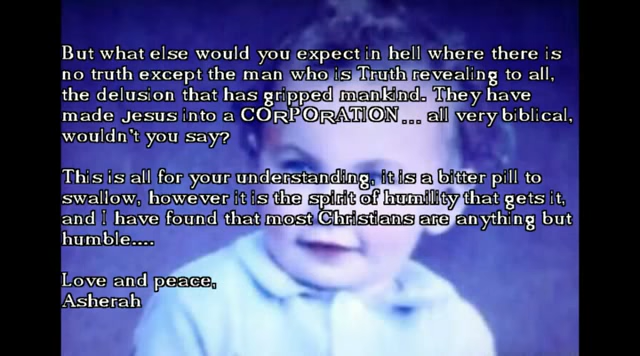 But what else would you expect in hell where there is
no truth except the man who is Truth revealing to all,
the delusion that has gripped mankind. They have
made Jesus into a CORPORATION... all very biblical,
wouldn't you say?
This is all for your understanding, it is a bitter pill to
swallow, however it is the spirit of humility that gets it,
and I have found that most Christians are anything but
humble....
Love and peace,
Asherah